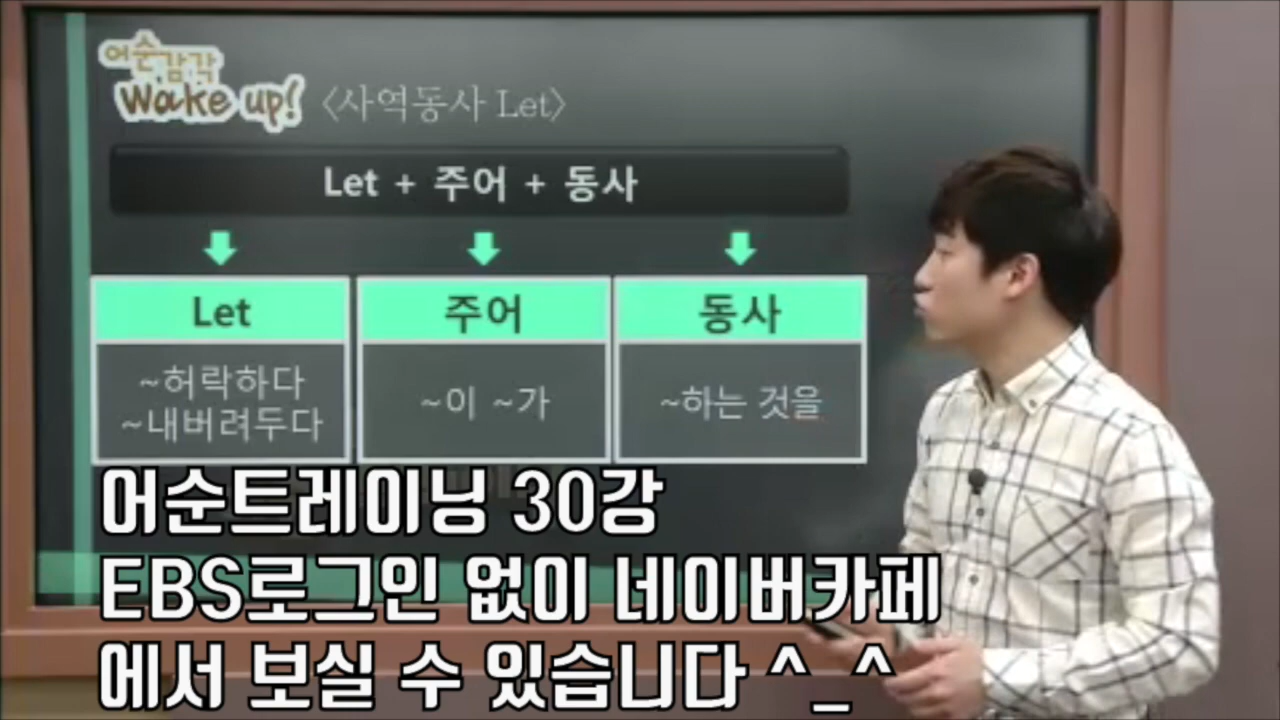 어순감각
Wake up! <사역동사 Let>
Let + 주어 + 동사
Let 주어 동사
~허락하다
~내버려두다
~이 ~가
~하는 것을
어순트레이닝 30강
EBS로그인 없이 네이버카페
에서 보실 수 있습니다 ^_^